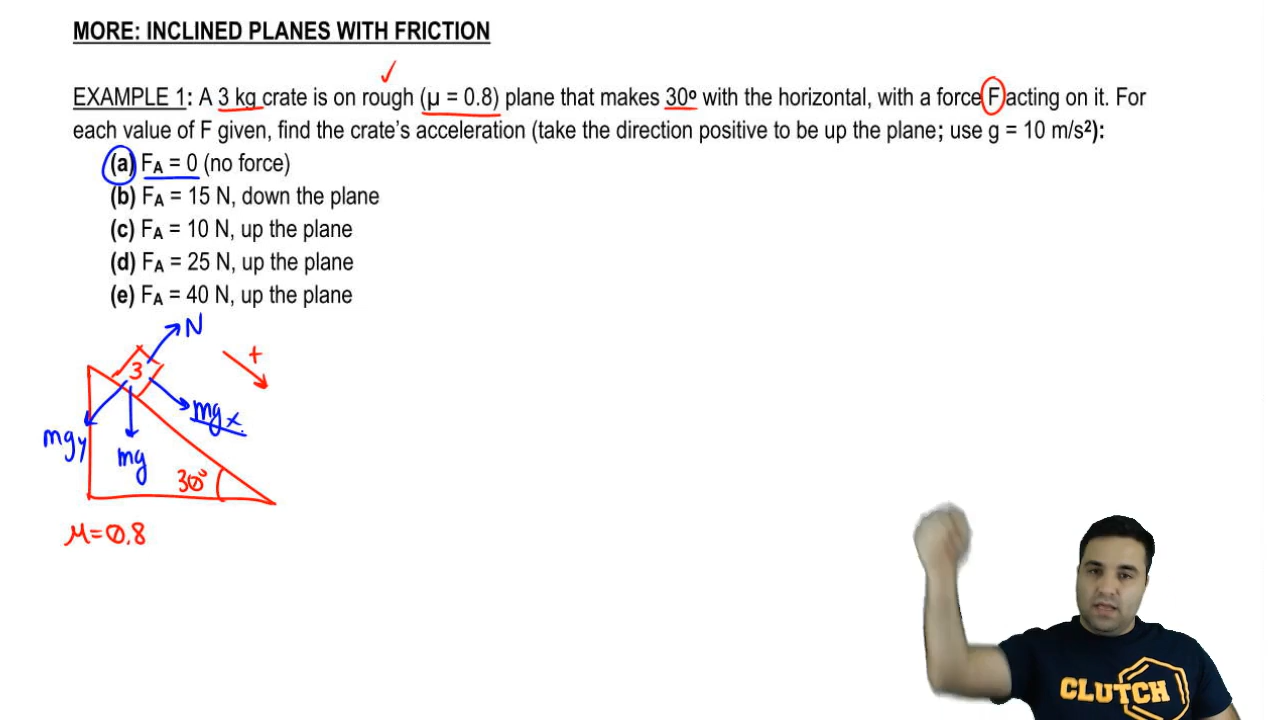 MORE: INCLINED PLANES WITH FRICTION
EXAMPLE 1: A 3 kg crate is on rough (μ = 0.8) plane that makes 30º with the horizontal, with a force F acting on it. For
each value of F given, find the crate's acceleration (take the direction positive to be up the plane; use g = 10 m/s²):
(a) FA = 0 (no force)
(b) FA = 15 N, down the plane
(c) FA = 10 N, up the plane
(d) FA = 25 N, up the plane
(e) FA = 40 N, up the plane
N
+
3
mgx
mgy
mg
30°
μ=0.8
CLUTCH